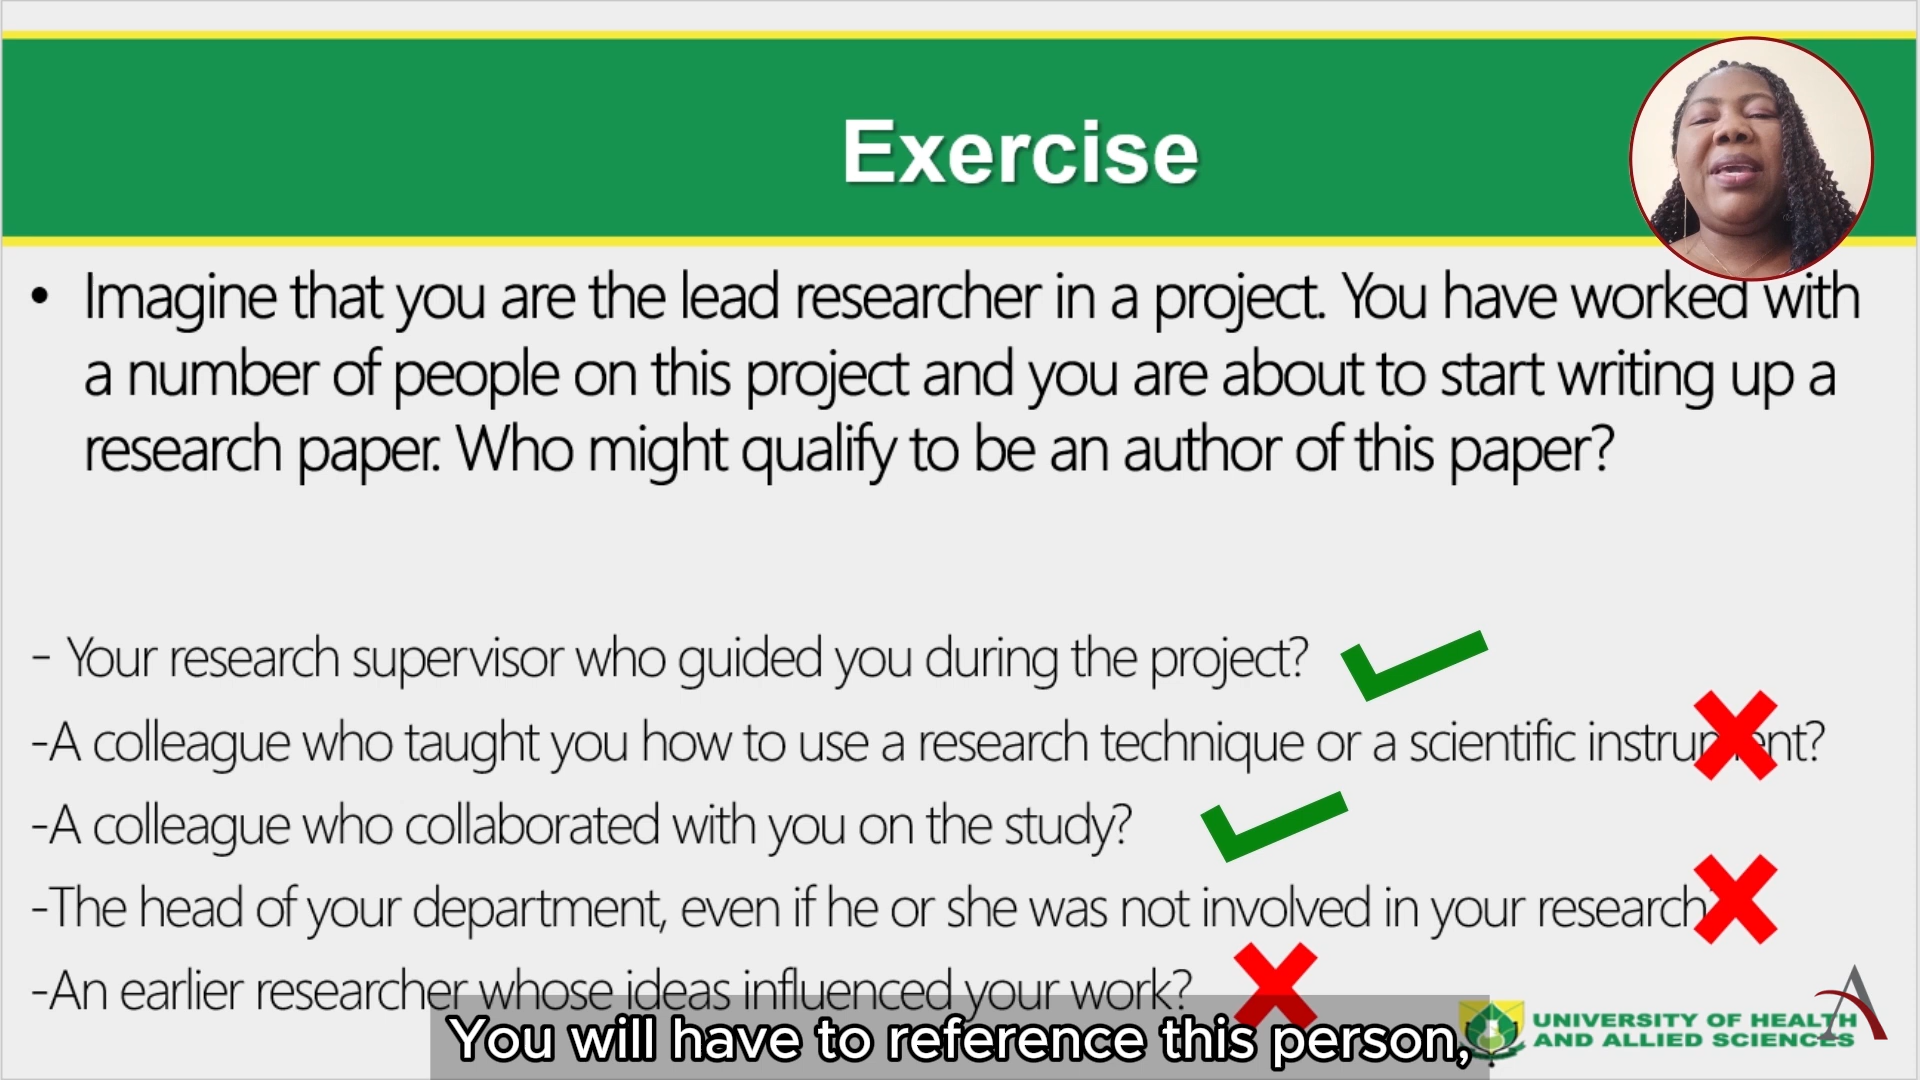 Exercise
• Imagine that you are the lead researcher in a project. You have worked with
a number of people on this project and you are about to start writing up a
research paper. Who might qualify to be an author of this paper?
- Your research supervisor who guided you during the project?
-A colleague who taught you how to use a research technique or a scientific instrument?
-A colleague who collaborated with you on the study?
-The head of your department, even if he or she was not involved in your research
-An earlier researcher whose ideas influenced your work?
You will have to reference this person,
UNIVERSITY OF HEALTH
AND ALLIED SCIENCES